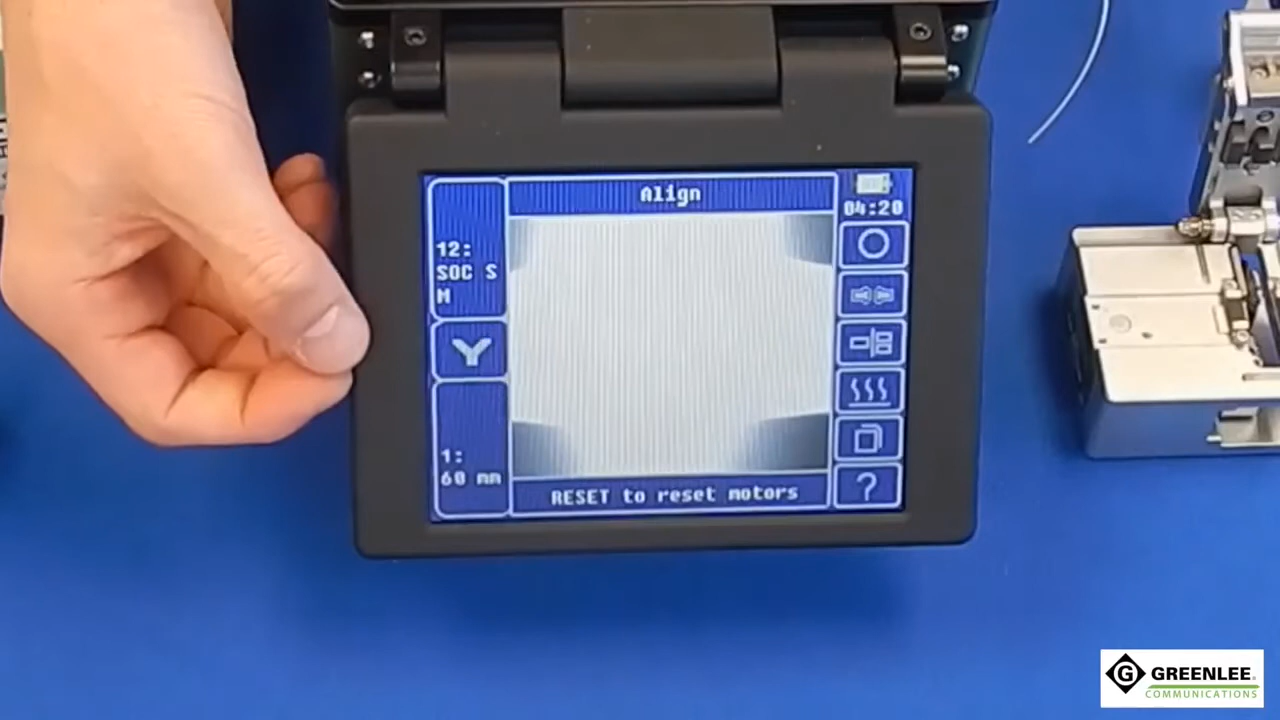 Align
04:20
12:
SOC S
M
1:
60 mm
RESET to reset motors
?
G GREENLEE
COMMUNICATIONS